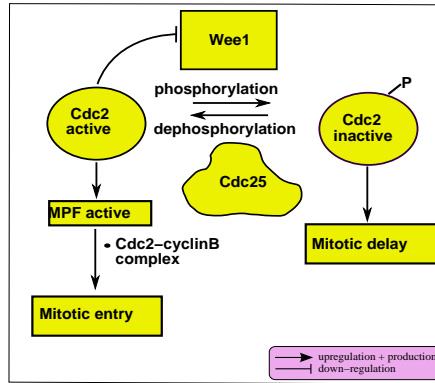 Wee1
phosphorylation
dephosphorylation
Cdc2
active
P
Cdc2
inactive
Cdc25
MPF active
• Cdc2–cyclinB
complex
Mitotic delay
Mitotic entry
upregulation + production
down–regulation